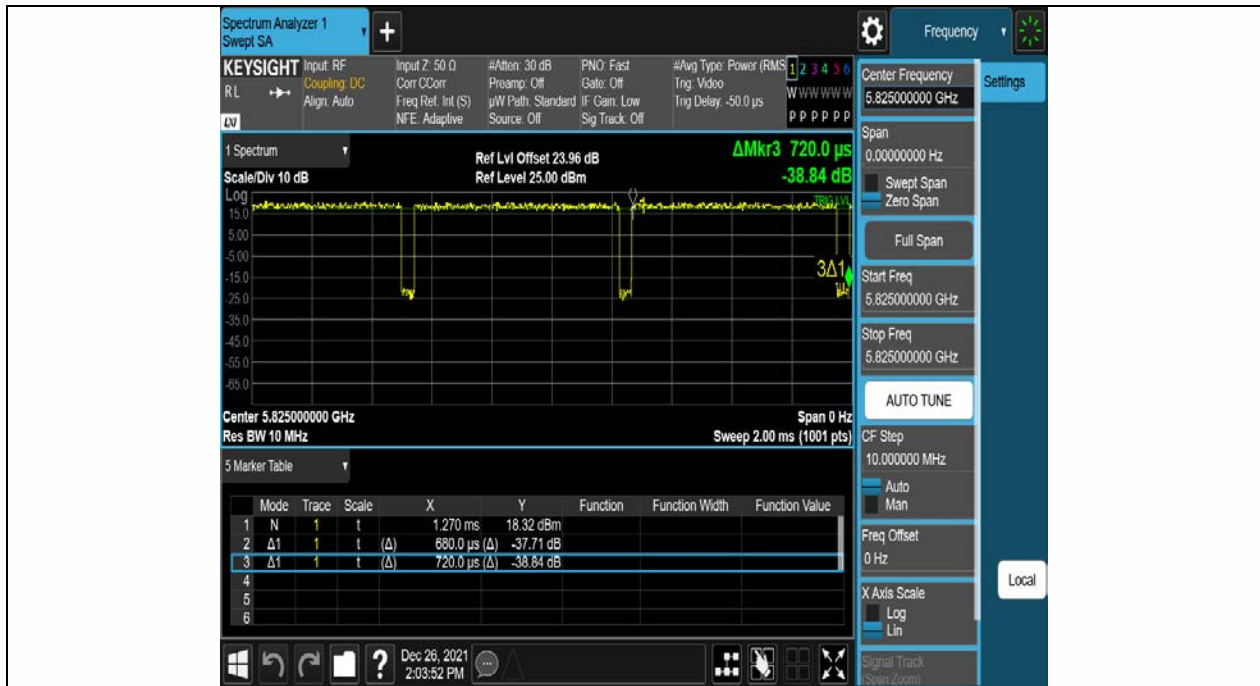 Spectrum Analyzer 1
Swept SA
Frequency
KEYSIGHT
RL
LXI
Input: RF
Coupling: DC
Align: Auto
Input Z: 50 Ω
Corr CCorr
Freq Ref: Int (S)
NFE: Adaptive
#Atten: 30 dB
Preamp: Off
µW Path: Standard
Source: Off
PNO: Fast
Gate: Off
IF Gain: Low
Sig Track: Off
#Avg Type: Power (RMS
Trig: Video
Trig Delay: -50.0 µs
1 2 3 4 5 6
W W W W W W
P P P P P P
1 Spectrum
Scale/Div 10 dB
Ref Lvl Offset 23.96 dB
Ref Level 25.00 dBm
ΔMkr3 720.0 µs
-38.84 dB
Log
TRIG LVL
15.0
5.00
-5.00
-15.0
-25.0
-35.0
-45.0
-55.0
-65.0
1
3Δ1
Center 5.825000000 GHz
Res BW 10 MHz
Span 0 Hz
Sweep 2.00 ms (1001 pts)
5 Marker Table
Mode Trace Scale X Y Function Function Width Function Value
1 N 1 t 1.270 ms 18.32 dBm
2 Δ1 1 t (Δ) 680.0 µs (Δ) -37.71 dB
3 Δ1 1 t (Δ) 720.0 µs (Δ) -38.84 dB
4
5
6
Dec 26, 2021
2:03:52 PM
Center Frequency
5.825000000 GHz
Span
0.00000000 Hz
Swept Span
Zero Span
Full Span
Start Freq
5.825000000 GHz
Stop Freq
5.825000000 GHz
AUTO TUNE
CF Step
10.000000 MHz
Auto
Man
Freq Offset
0 Hz
X Axis Scale
Log
Lin
Signal Track
(Span Zoom)
Settings
Local